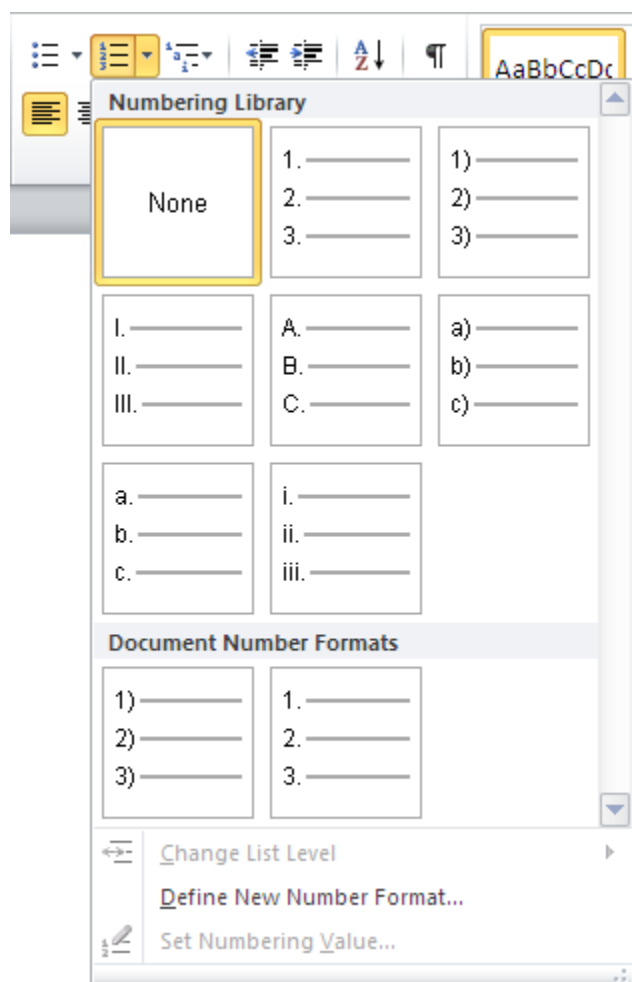 AaBbCcDc
Numbering Library
None
1.
2.
3.
1)
2)
3)
I.
II.
III.
A.
B.
C.
a)
b)
c)
a.
b.
c.
i.
ii.
iii.
Document Number Formats
1)
2)
3)
1.
2.
3.
Change List Level
Define New Number Format...
Set Numbering Value...